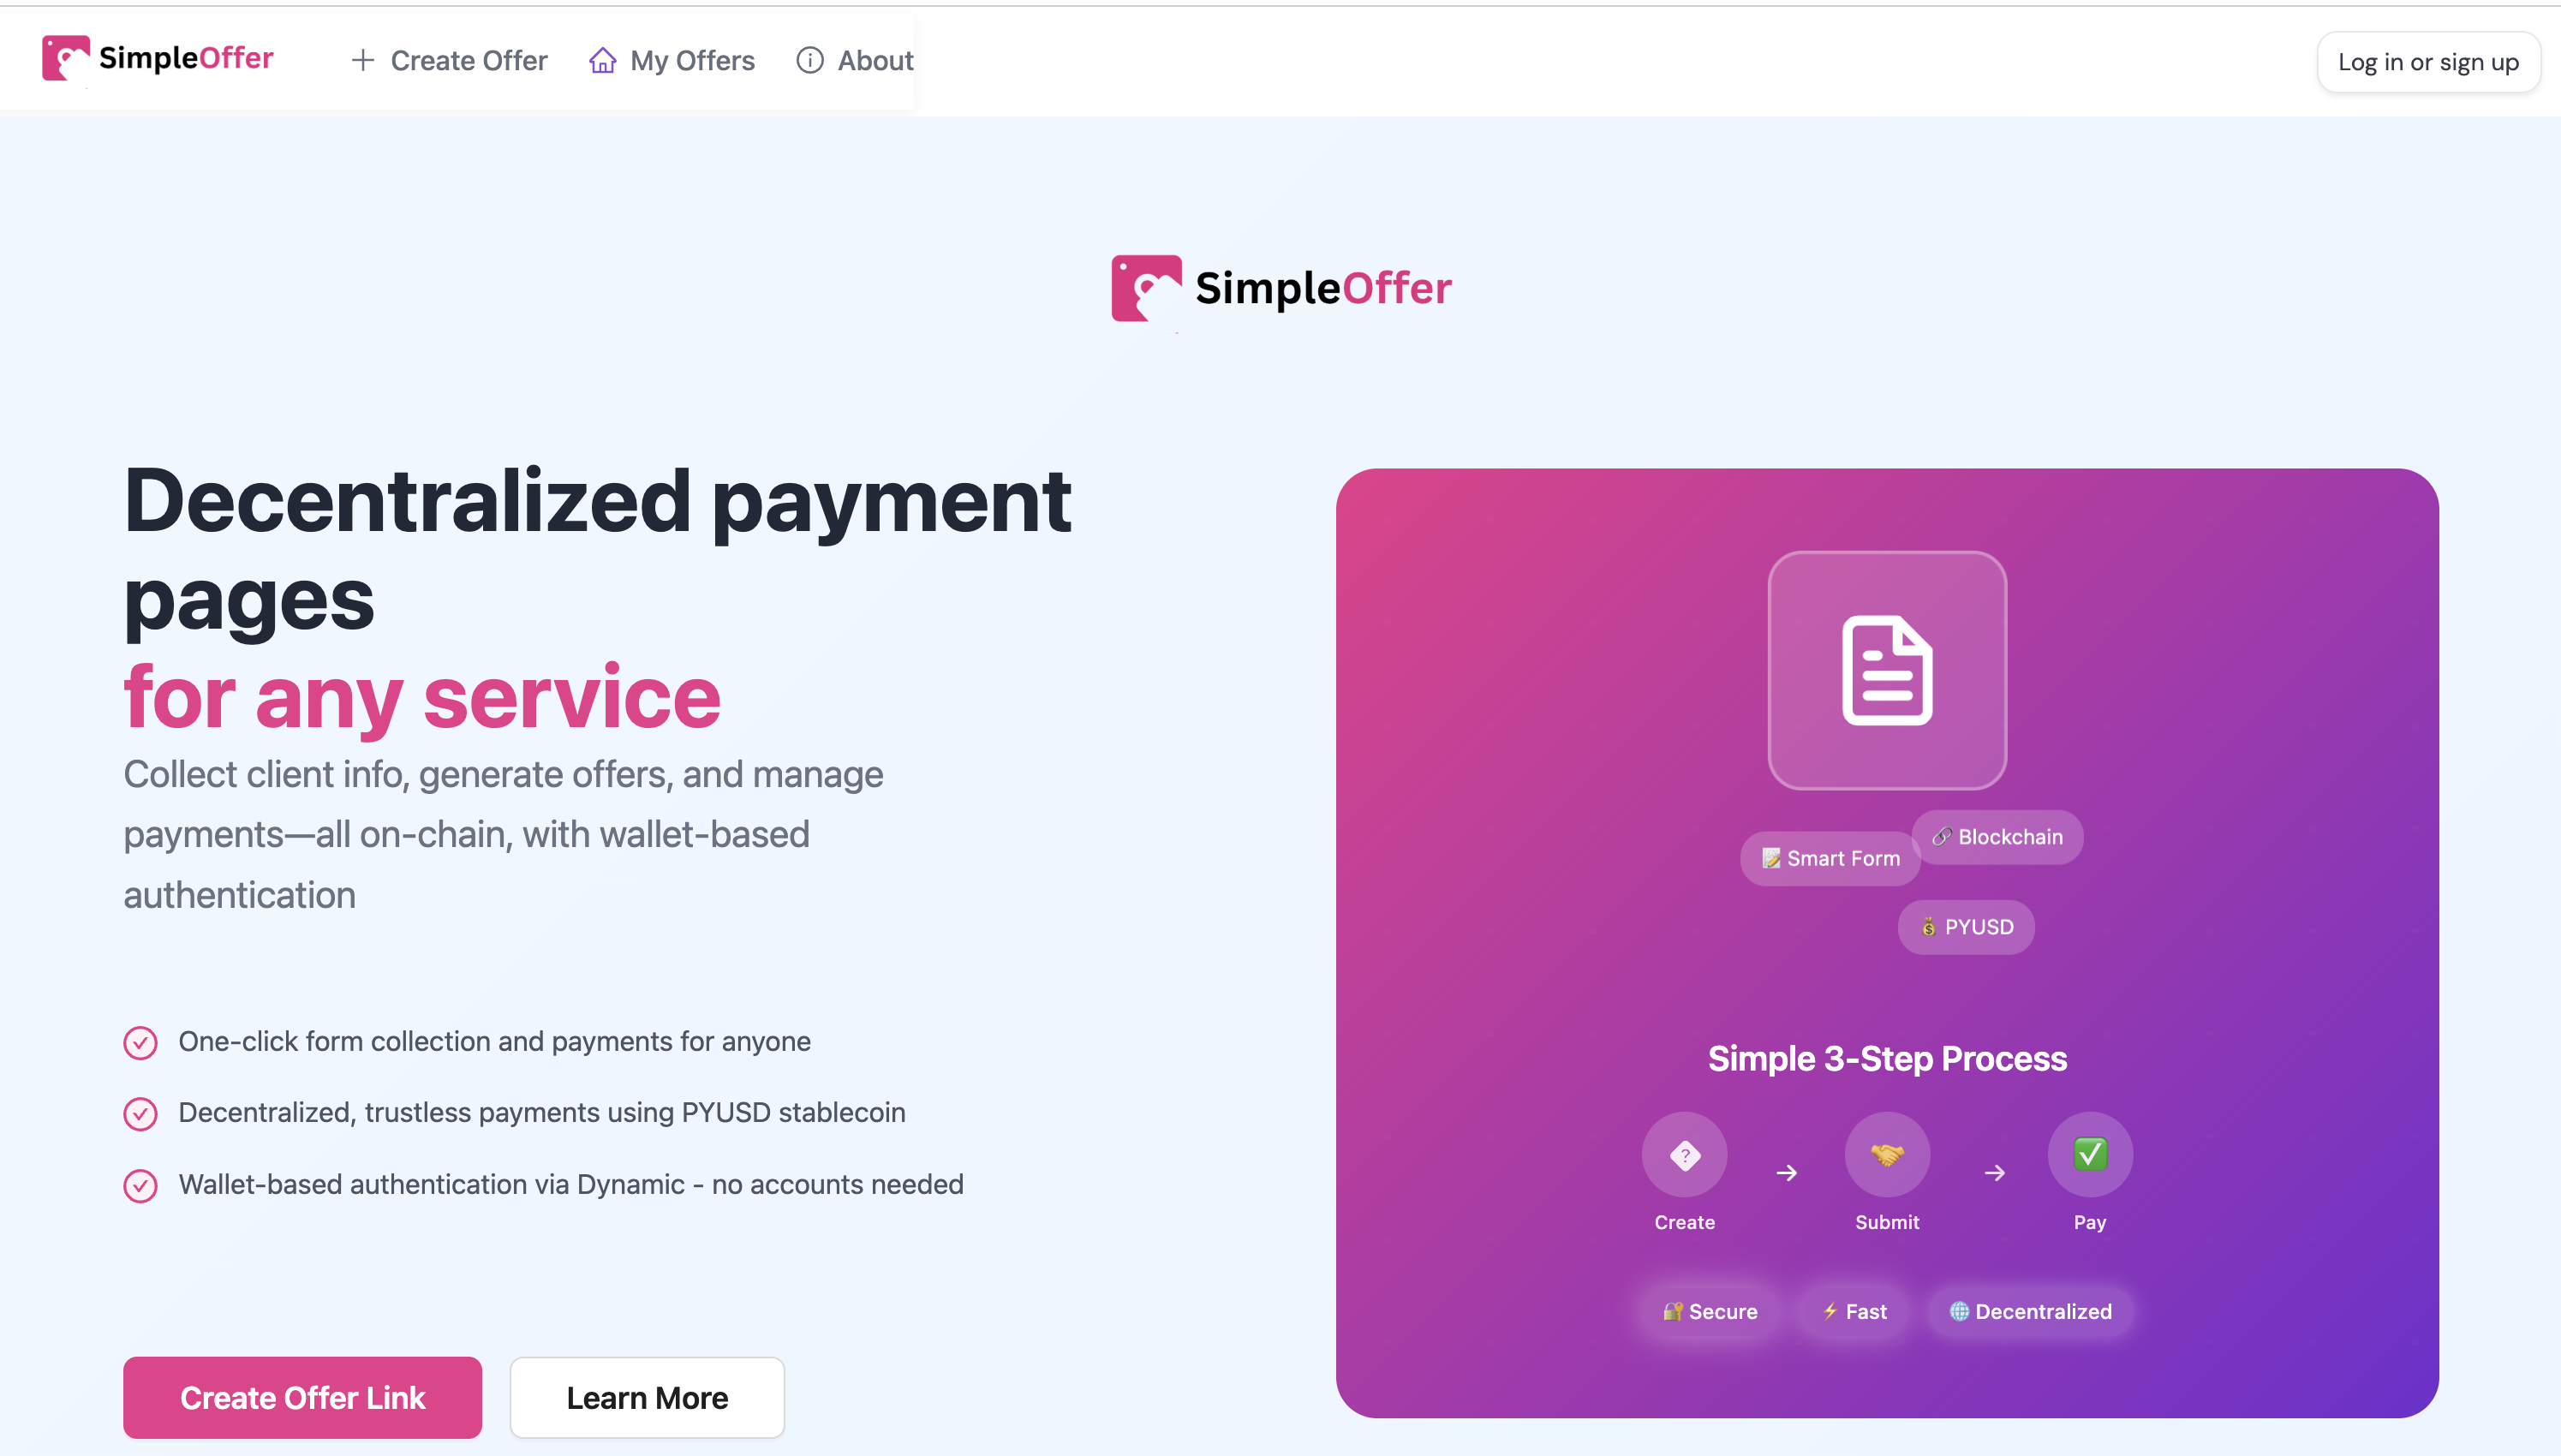 SimpleOffer
Create Offer
My Offers
About
Log in or sign up
SimpleOffer
Decentralized payment
pages
for any service
Collect client info, generate offers, and manage
payments—all on-chain, with wallet-based
authentication
One-click form collection and payments for anyone
Decentralized, trustless payments using PYUSD stablecoin
Wallet-based authentication via Dynamic - no accounts needed
Create Offer Link
Learn More
🔗 Blockchain
📝 Smart Form
💰 PYUSD
Simple 3-Step Process
?
→
🤝
→
✅
Create
Submit
Pay
🔐 Secure
⚡ Fast
🌐 Decentralized